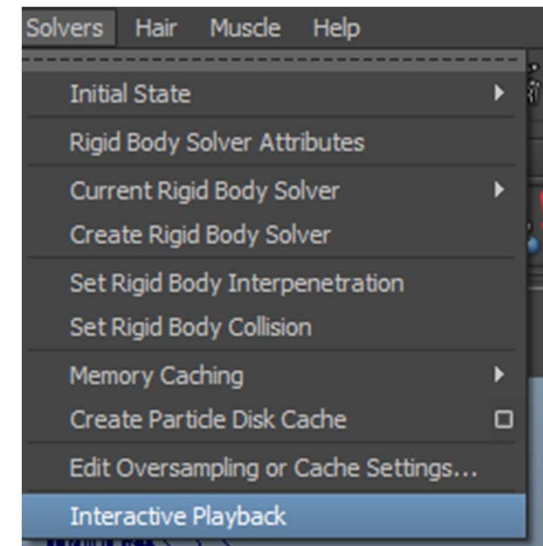 Solvers Hair Muscle Help
Initial State
Rigid Body Solver Attributes
Current Rigid Body Solver
Create Rigid Body Solver
Set Rigid Body Interpenetration
Set Rigid Body Collision
Memory Caching
Create Particle Disk Cache
Edit Oversampling or Cache Settings...
Interactive Playback